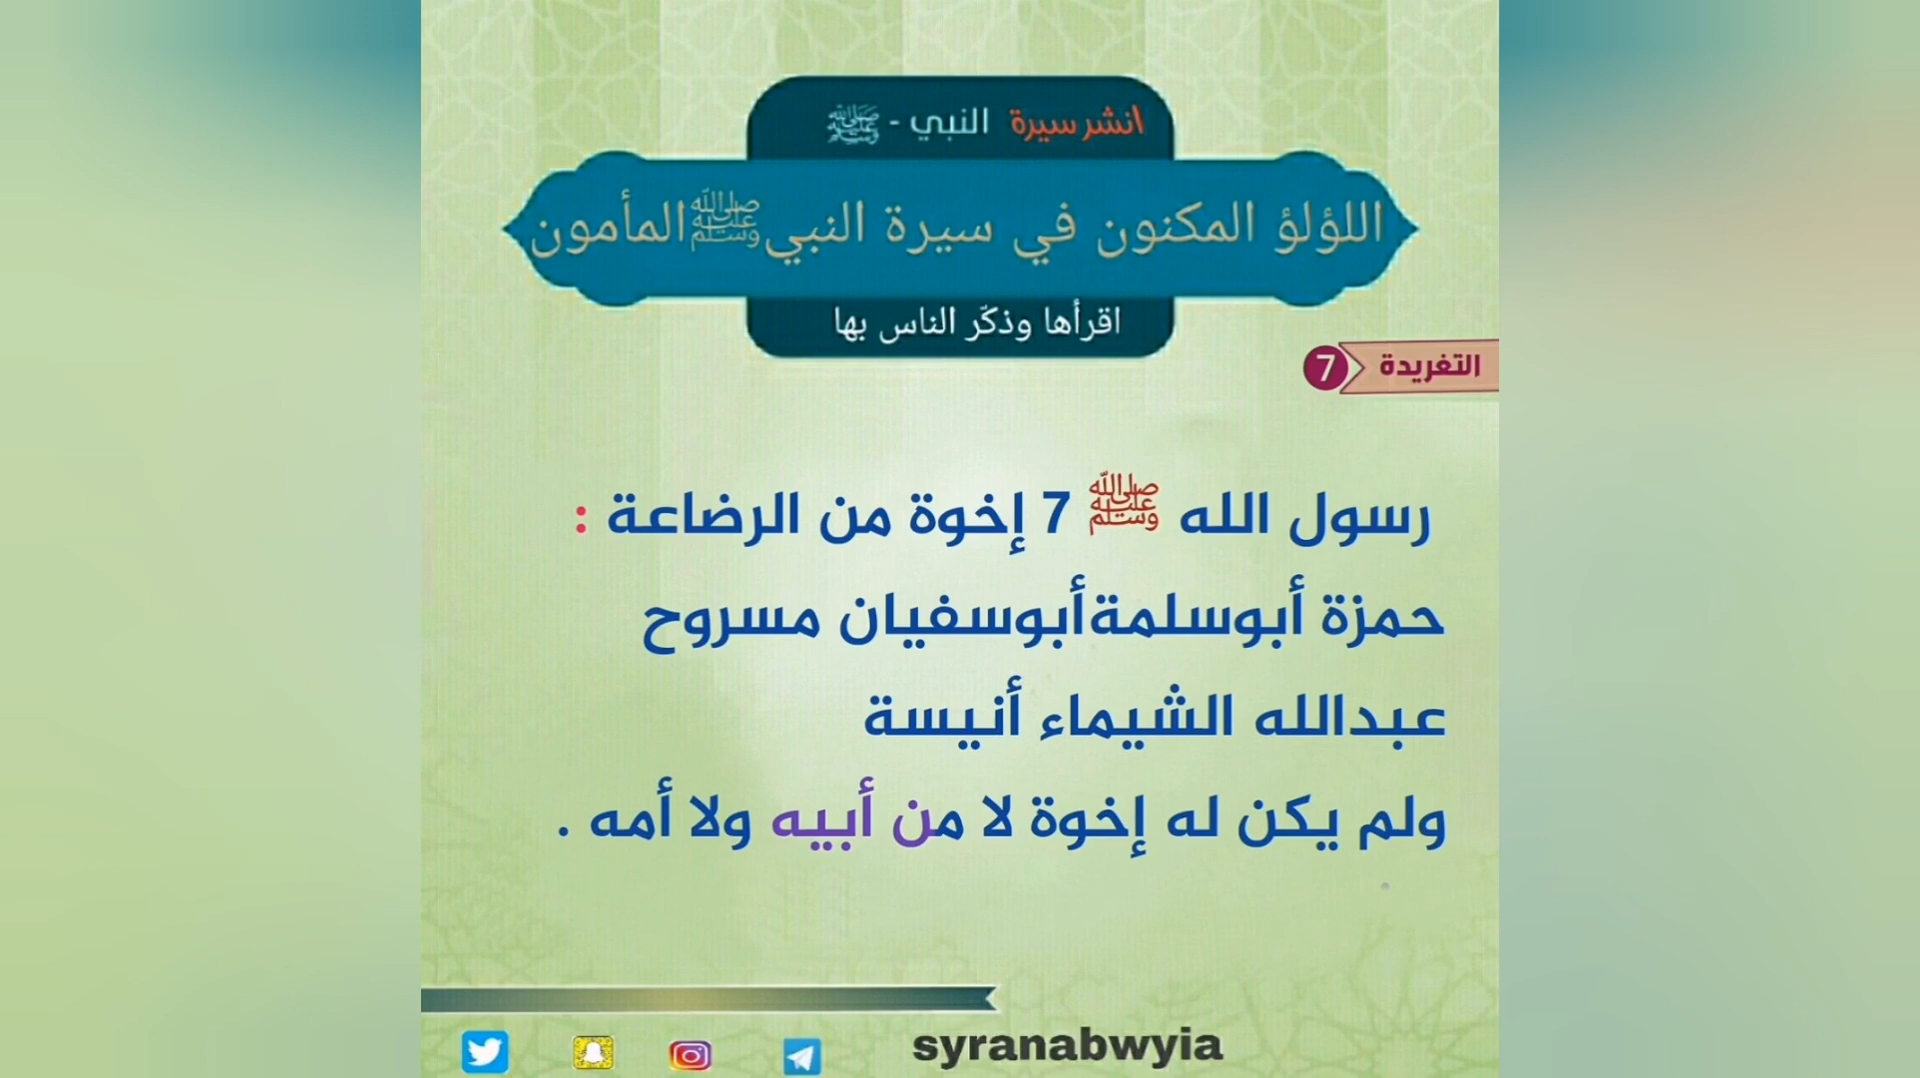 انشر سيرة النبي - ﷺ
اللؤلؤ المكنون في سيرة النبي ﷺ المأمون
اقرأها وذكّر الناس بها
التغريدة 7
رسول الله ﷺ 7 إخوة من الرضاعة :
حمزة أبوسلمةأبوسفيان مسروح
عبدالله الشيماء أنيسة
ولم يكن له إخوة لا من أبيه ولا أمه .
syranabwyia